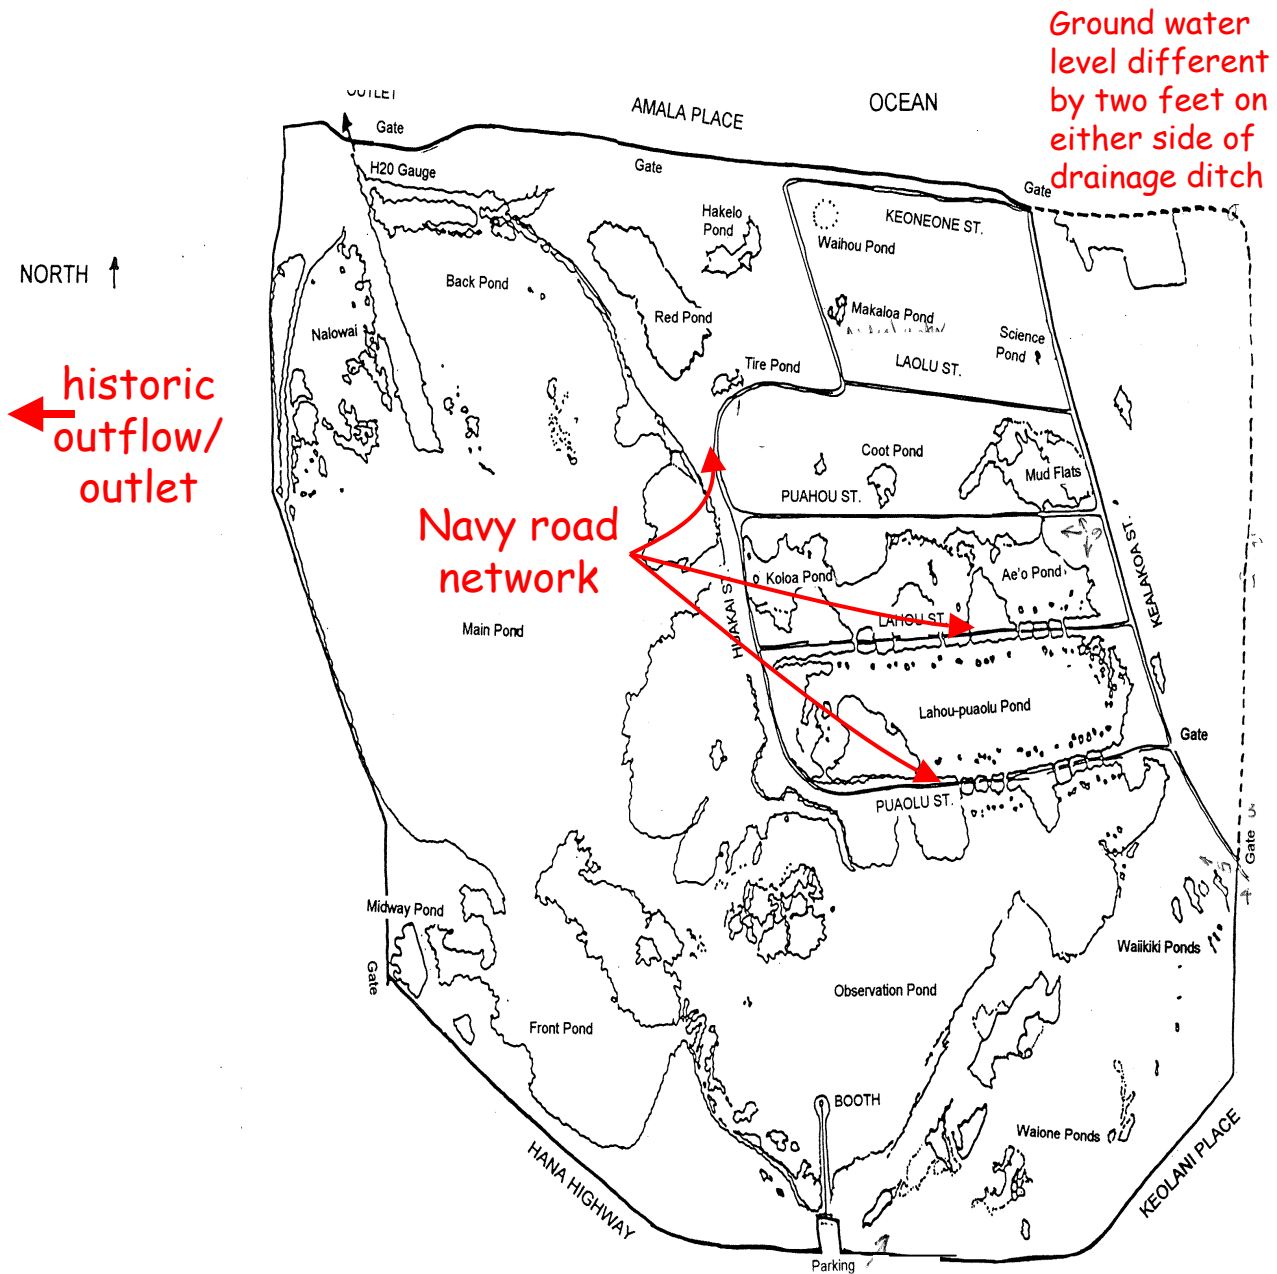 Ground water
level different
by two feet on
either side of
drainage ditch
OCEAN
AMALA PLACE
OUTLET
Gate
Gate
Gate
H20 Gauge
Hakelo
Pond
KEONEONE ST.
Waihou Pond
NORTH
Back Pond
Red Pond
Makaloa Pond
Nalowai
Science
Pond
Tire Pond
LAOLU ST.
historic
outflow/
outlet
Coot Pond
Mud Flats
PUAHOU ST.
Navy road
network
KEALAKOA ST.
Koloa Pond
Ae'o Pond
LAHOU ST.
Main Pond
Lahou-puaolu Pond
Gate
PUAOLU ST.
3
Gate
4
Midway Pond
Waiikiki Ponds
Gate
Observation Pond
Front Pond
BOOTH
Waione Ponds
HANA HIGHWAY
KEOLANI PLACE
Parking